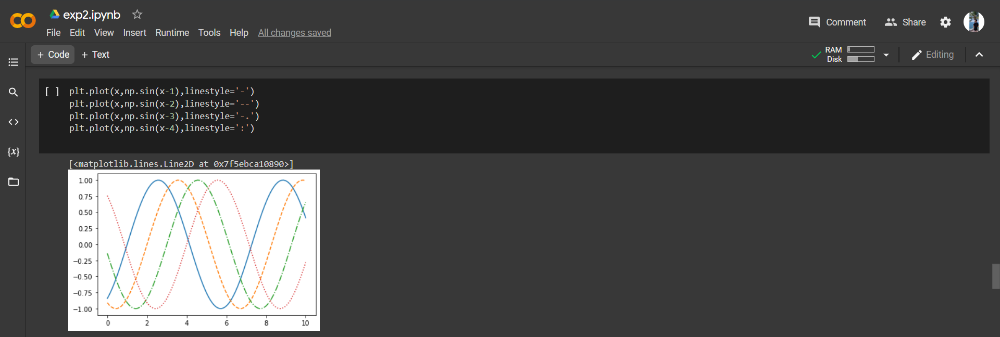 exp2.ipynb
File Edit View Insert Runtime Tools Help All changes saved
Comment Share
+ Code + Text
RAM
Disk
Editing
{x}
[ ] plt.plot(x,np.sin(x-1),linestyle='-')
plt.plot(x,np.sin(x-2),linestyle='--')
plt.plot(x,np.sin(x-3),linestyle='-.')
plt.plot(x,np.sin(x-4),linestyle=':')
[<matplotlib.lines.Line2D at 0x7f5ebca10890>]
1.00
0.75
0.50
0.25
0.00
−0.25
−0.50
−0.75
−1.00
0 2 4 6 8 10